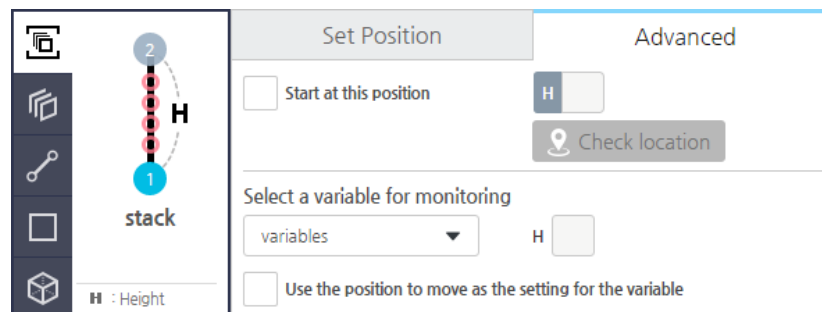 2
H
1
stack
H : Height
Set Position
Advanced
Start at this position
H
Check location
Select a variable for monitoring
variables
H
Use the position to move as the setting for the variable